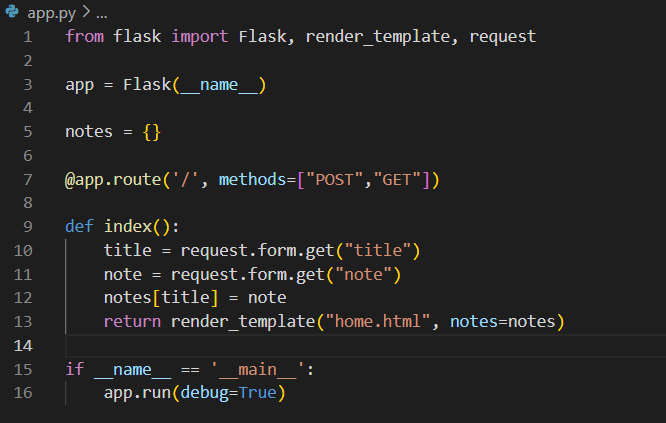 app.py > ...
1 from flask import Flask, render_template, request
2
3 app = Flask(__name__)
4
5 notes = {}
6
7 @app.route('/', methods=["POST","GET"])
8
9 def index():
10     title = request.form.get("title")
11     note = request.form.get("note")
12     notes[title] = note
13     return render_template("home.html", notes=notes)
14
15 if __name__ == '__main__':
16     app.run(debug=True)